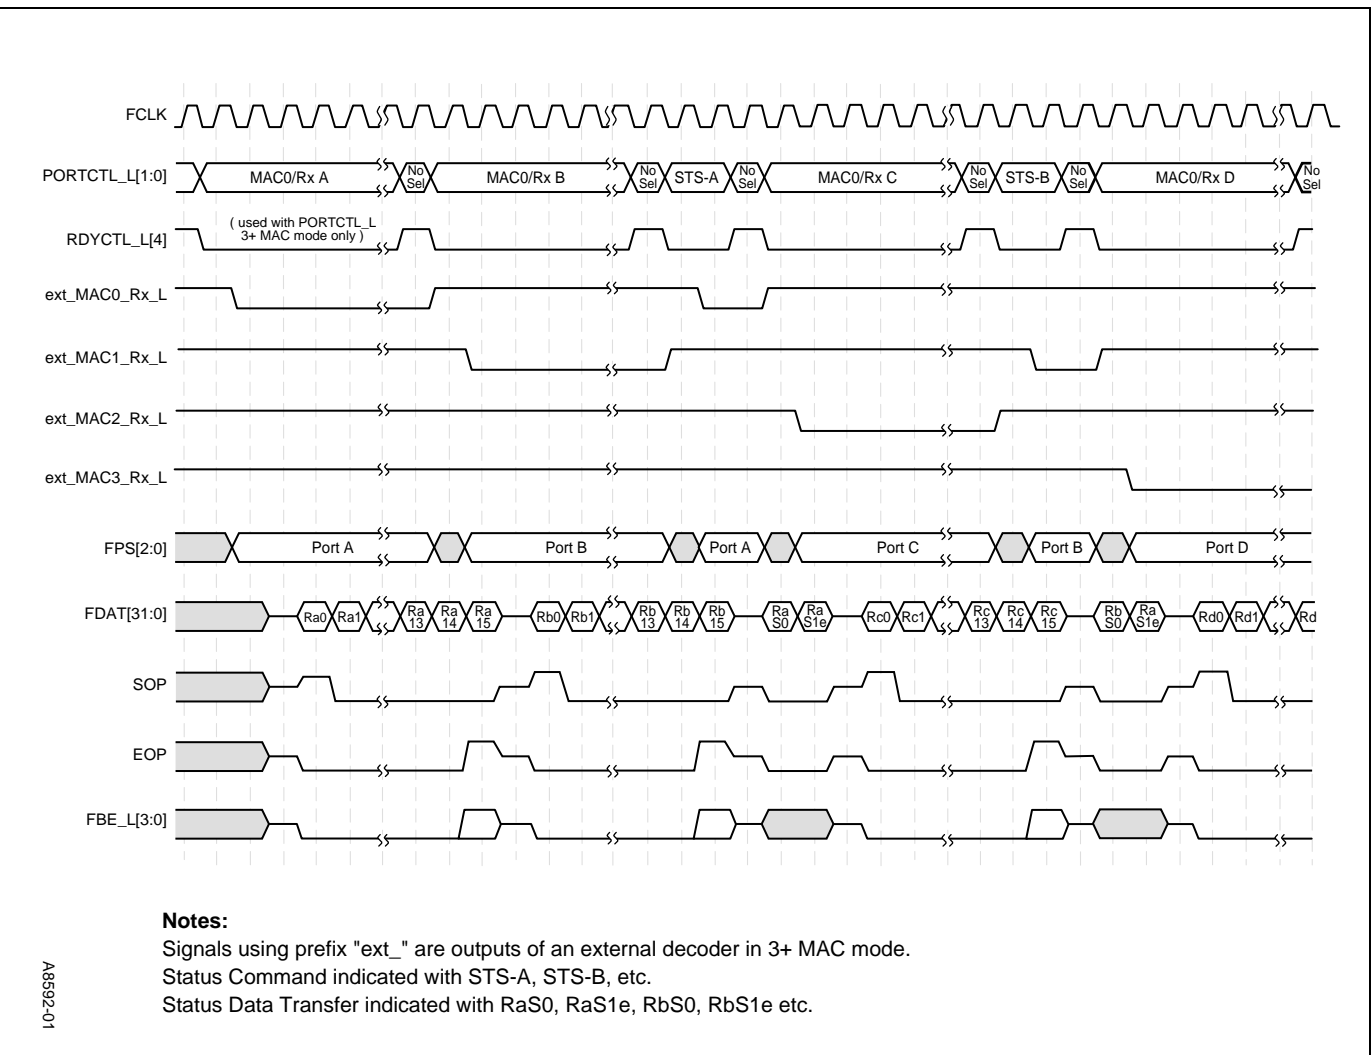 FCLK
PORTCTL_L[1:0] MAC0/Rx A No Sel MAC0/Rx B No Sel STS-A No Sel MAC0/Rx C No Sel STS-B No Sel MAC0/Rx D No Sel
RDYCTL_L[4] ( used with PORTCTL_L
3+ MAC mode only )
ext_MAC0_Rx_L
ext_MAC1_Rx_L
ext_MAC2_Rx_L
ext_MAC3_Rx_L
FPS[2:0] Port A Port B Port A Port C Port B Port D
FDAT[31:0] Ra0 Ra1 Ra 13 Ra 14 Ra 15 Rb0 Rb1 Rb 13 Rb 14 Rb 15 Ra S0 Ra S1e Rc0 Rc1 Rc 13 Rc 14 Rc 15 Rb S0 Ra S1e Rd0 Rd1 Rd
SOP
EOP
FBE_L[3:0]
Notes:
Signals using prefix "ext_" are outputs of an external decoder in 3+ MAC mode.
Status Command indicated with STS-A, STS-B, etc.
Status Data Transfer indicated with RaS0, RaS1e, RbS0, RbS1e etc.
A8592-01